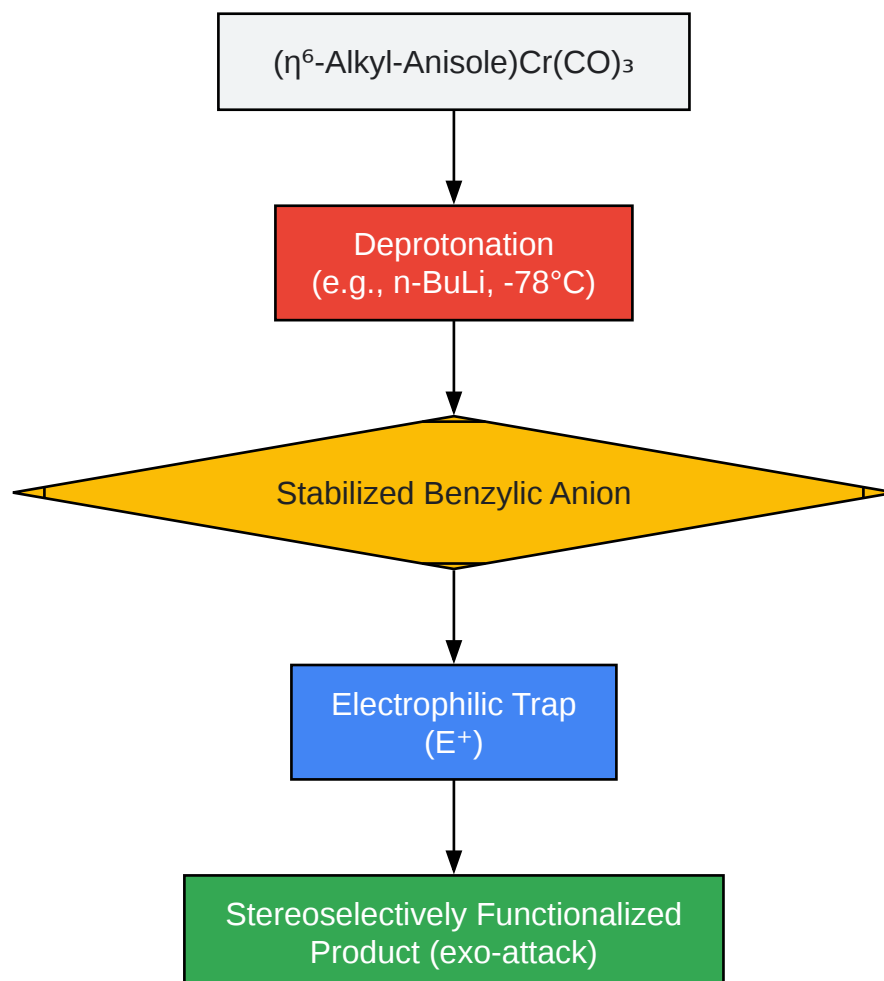 (η⁶-Alkyl-Anisole)Cr(CO)₃
Deprotonation
(e.g., n-BuLi, -78°C)
Stabilized Benzylic Anion
Electrophilic Trap
(E⁺)
Stereoselectively Functionalized
Product (exo-attack)